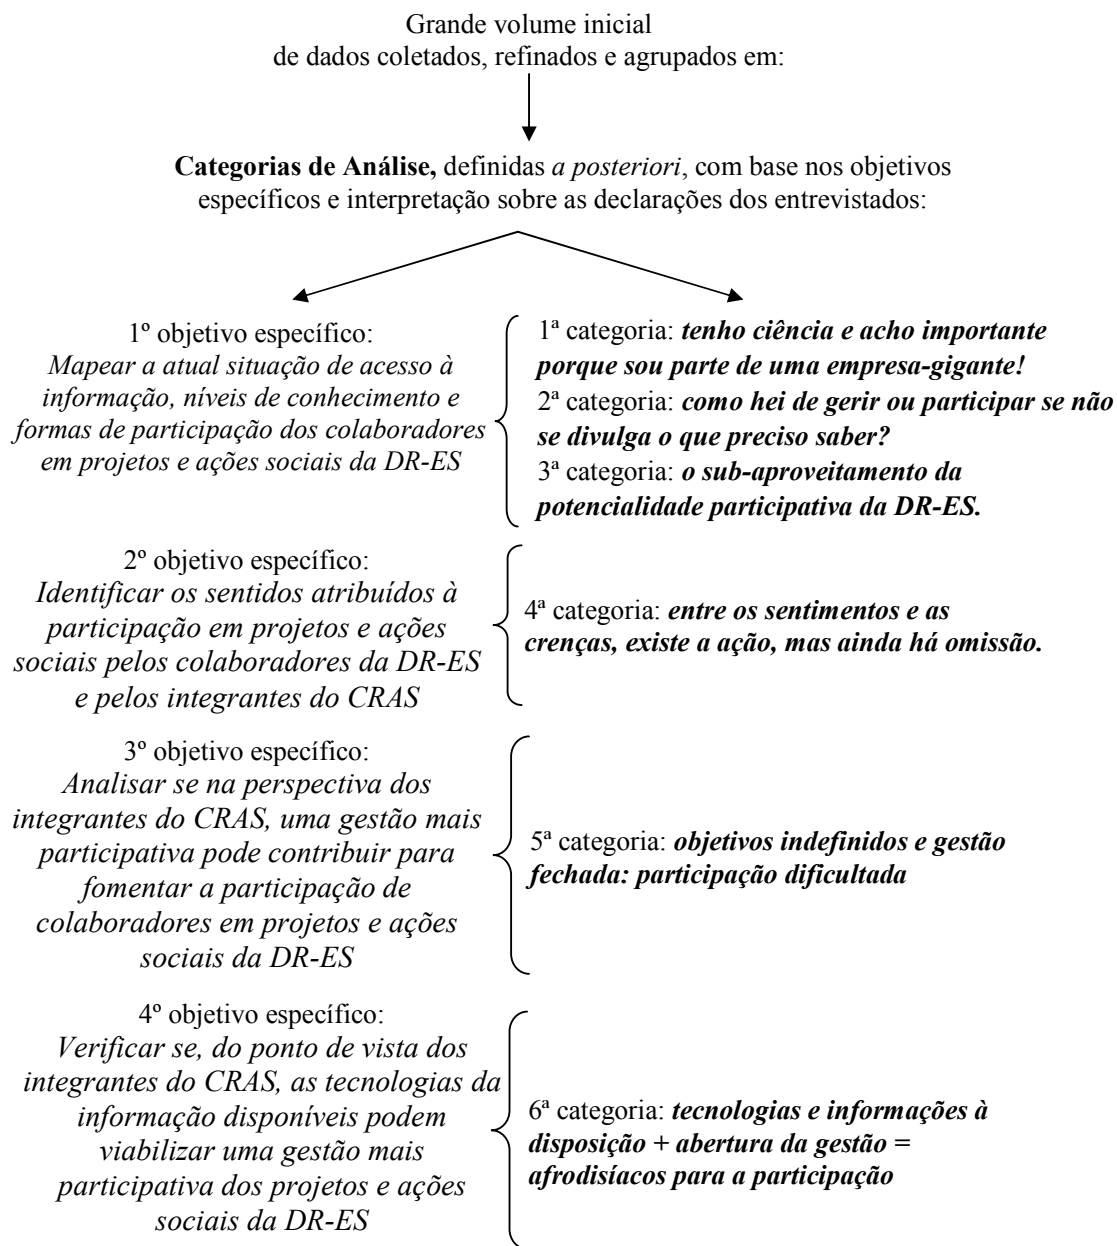 Grande volume inicial
de dados coletados, refinados e agrupados em:
Categorias de Análise, definidas a posteriori, com base nos objetivos
específicos e interpretação sobre as declarações dos entrevistados:
1º objetivo específico:
Mapear a atual situação de acesso à
informação, níveis de conhecimento e
formas de participação dos colaboradores
em projetos e ações sociais da DR-ES
1ª categoria: tenho ciência e acho importante
porque sou parte de uma empresa-gigante!
2ª categoria: como hei de gerir ou participar se não
se divulga o que preciso saber?
3ª categoria: o sub-aproveitamento da
potencialidade participativa da DR-ES.
2º objetivo específico:
Identificar os sentidos atribuídos à
participação em projetos e ações
sociais pelos colaboradores da DR-ES
e pelos integrantes do CRAS
4ª categoria: entre os sentimentos e as
crenças, existe a ação, mas ainda há omissão.
3º objetivo específico:
Analisar se na perspectiva dos
integrantes do CRAS, uma gestão mais
participativa pode contribuir para
fomentar a participação de
colaboradores em projetos e ações
sociais da DR-ES
5ª categoria: objetivos indefinidos e gestão
fechada: participação dificultada
4º objetivo específico:
Verificar se, do ponto de vista dos
integrantes do CRAS, as tecnologias da
informação disponíveis podem
viabilizar uma gestão mais
participativa dos projetos e ações
sociais da DR-ES
6ª categoria: tecnologias e informações à
disposição + abertura da gestão =
afrodisíacos para a participação